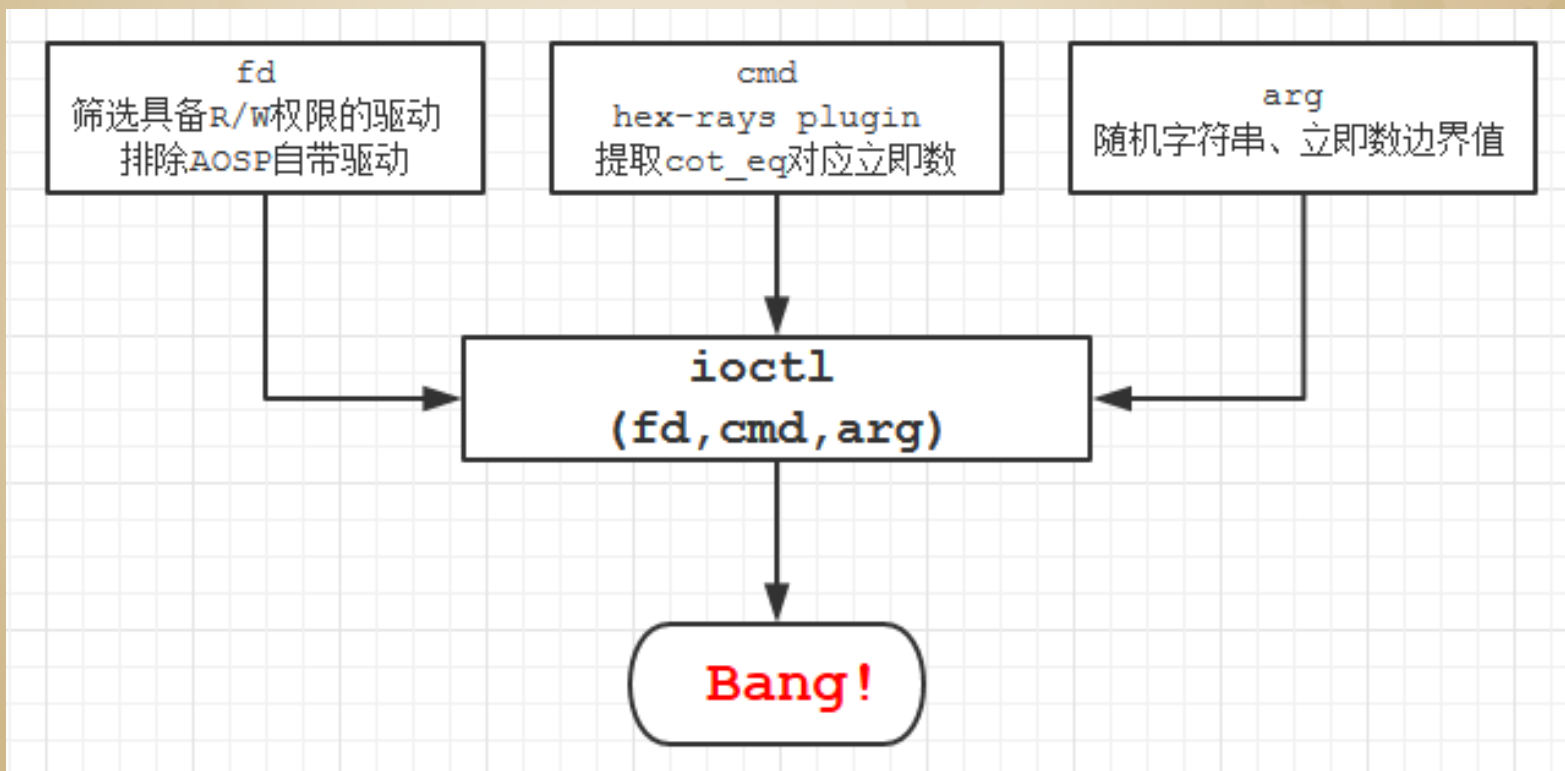 fd
筛选具备R/W权限的驱动
排除AOSP自带驱动
cmd
hex-rays plugin
提取cot_eq对应立即数
arg
随机字符串、立即数边界值
ioctl
(fd,cmd,arg)
Bang!